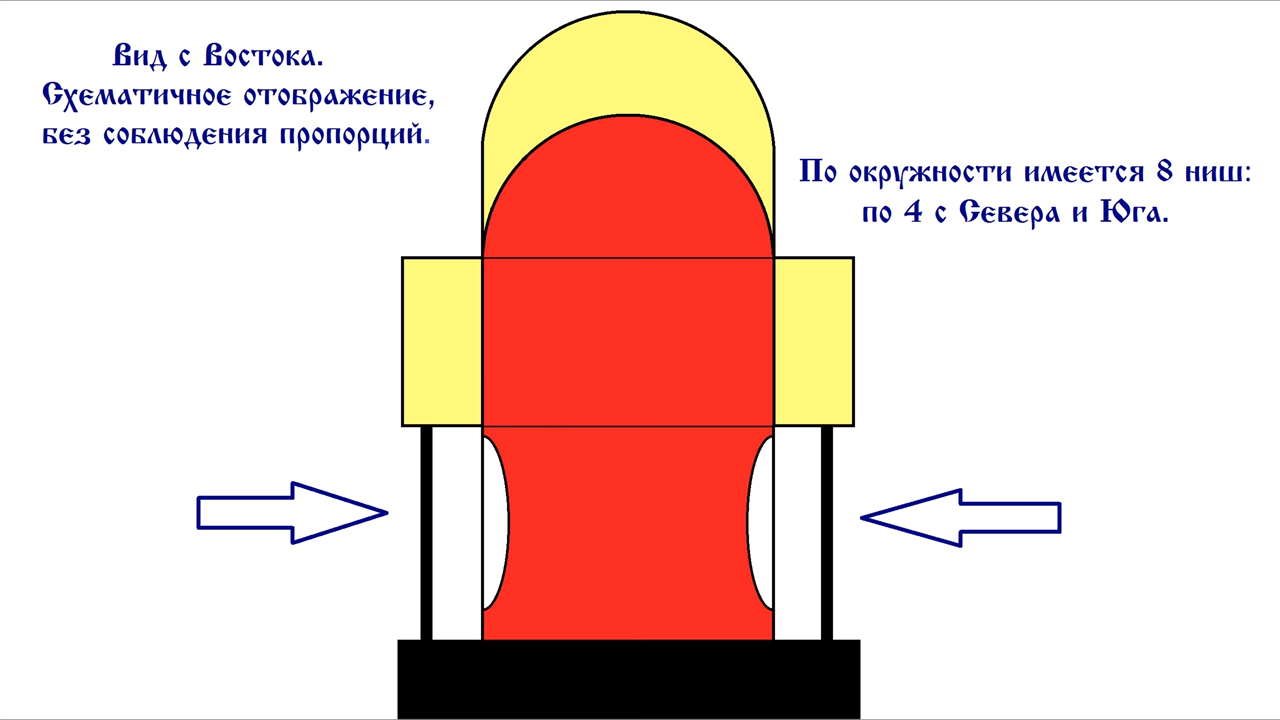 Вид с Востока.
Схематичное отображение,
без соблюдения пропорций.
По окружности имеется 8 ниш:
по 4 с Севера и Юга.